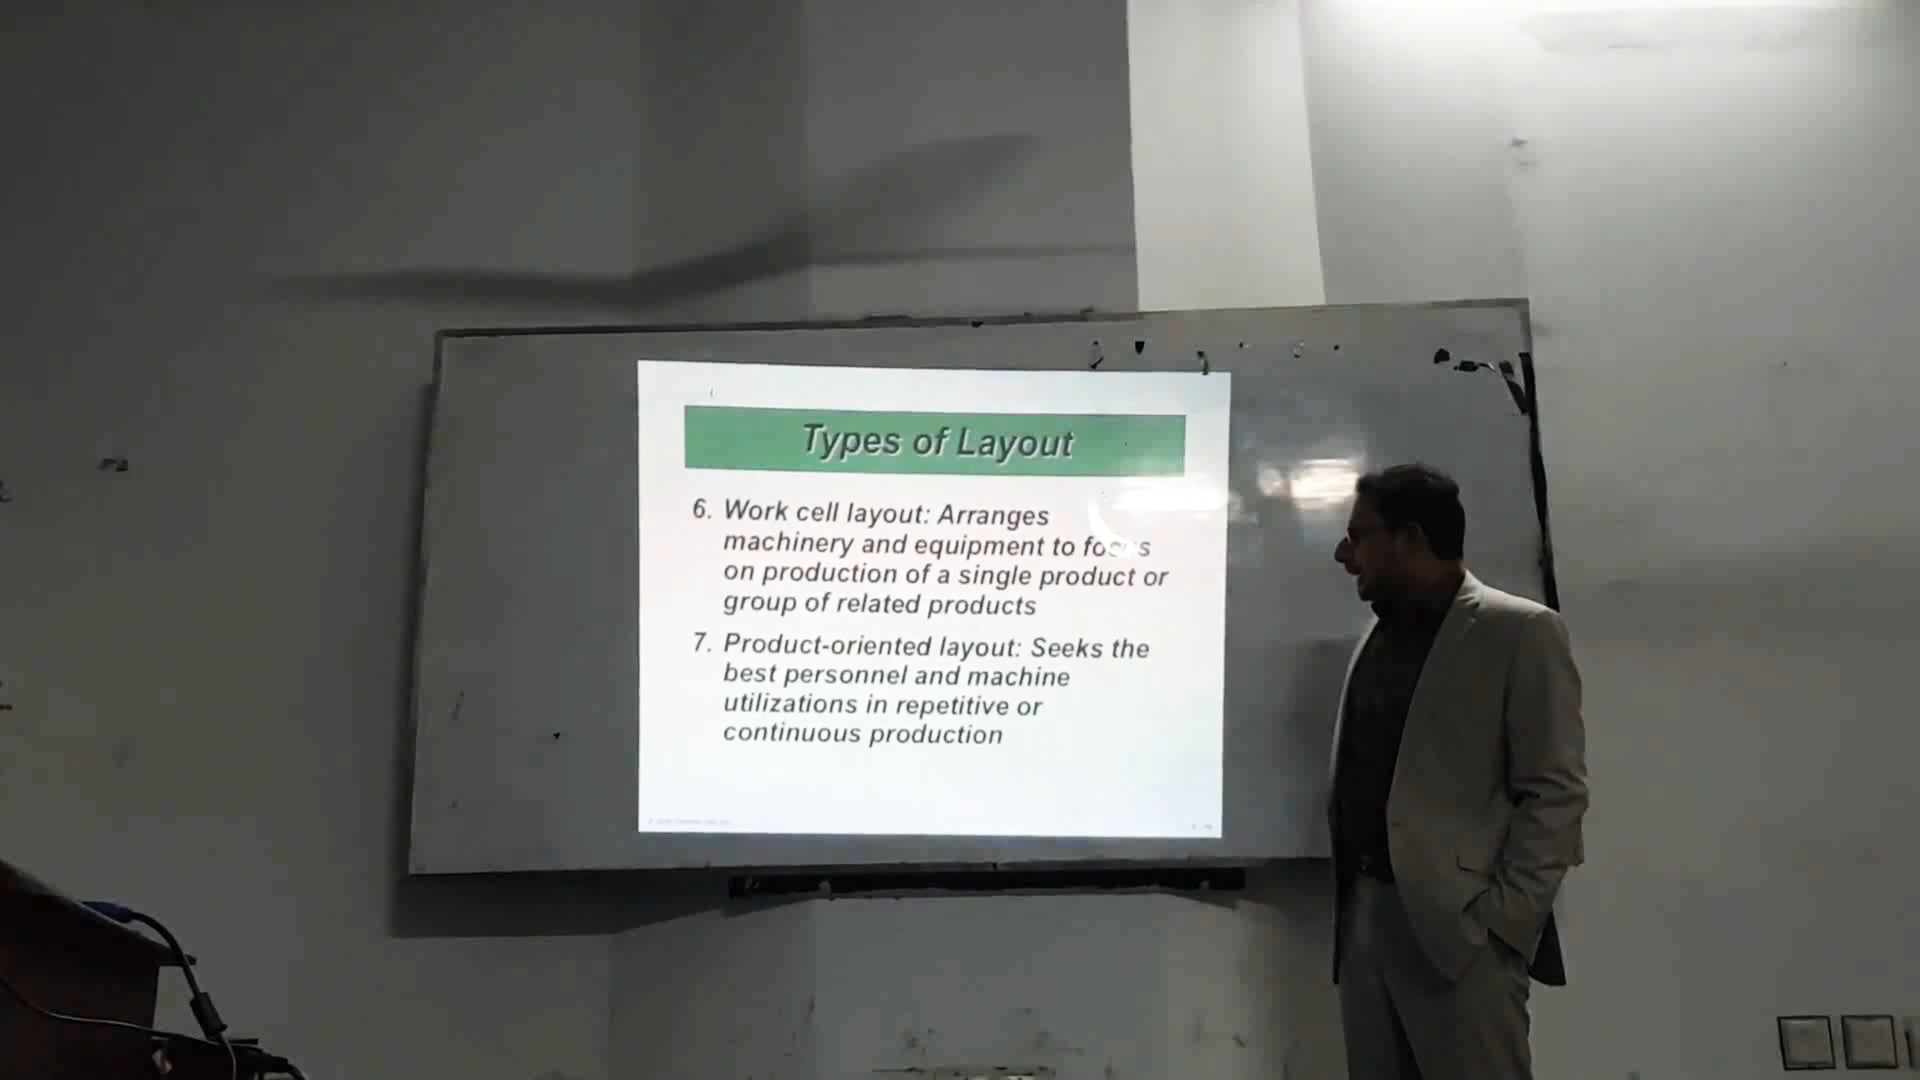 Types of Layout
6. Work cell layout: Arranges
machinery and equipment to focus
on production of a single product or
group of related products
7. Product-oriented layout: Seeks the
best personnel and machine
utilizations in repetitive or
continuous production